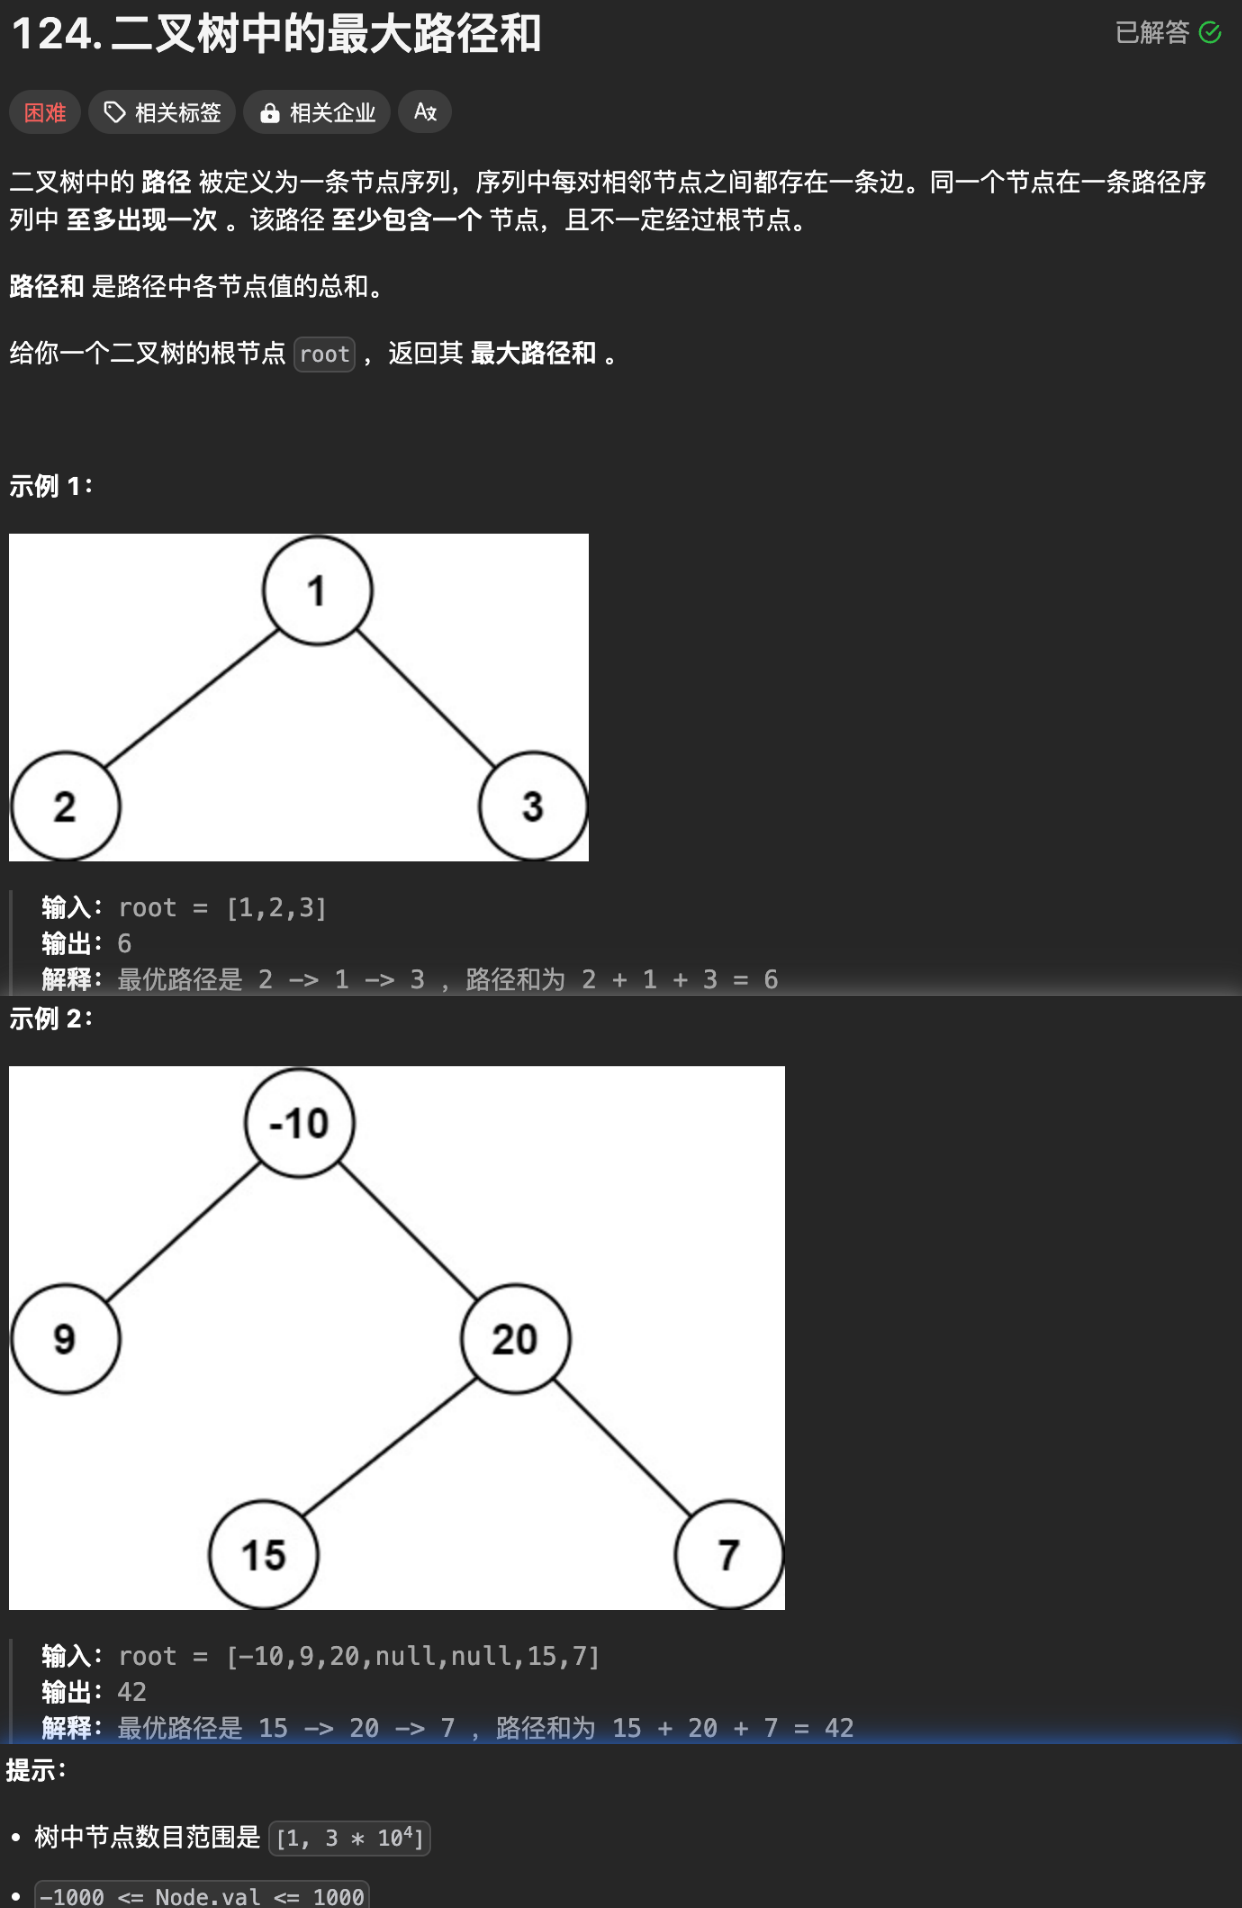 124. 二叉树中的最大路径和
已解答
困难
相关标签
相关企业
A文
二叉树中的 路径 被定义为一条节点序列，序列中每对相邻节点之间都存在一条边。同一个节点在一条路径序
列中 至多出现一次 。该路径 至少包含一个 节点，且不一定经过根节点。
路径和 是路径中各节点值的总和。
给你一个二叉树的根节点 root ，返回其 最大路径和 。
示例 1：
1
2
3
输入：root = [1,2,3]
输出：6
解释：最优路径是 2 -> 1 -> 3 ，路径和为 2 + 1 + 3 = 6
示例 2：
-10
9
20
15
7
输入：root = [-10,9,20,null,null,15,7]
输出：42
解释：最优路径是 15 -> 20 -> 7 ，路径和为 15 + 20 + 7 = 42
提示：
• 树中节点数目范围是 [1, 3 * 10⁴]
• -1000 <= Node.val <= 1000